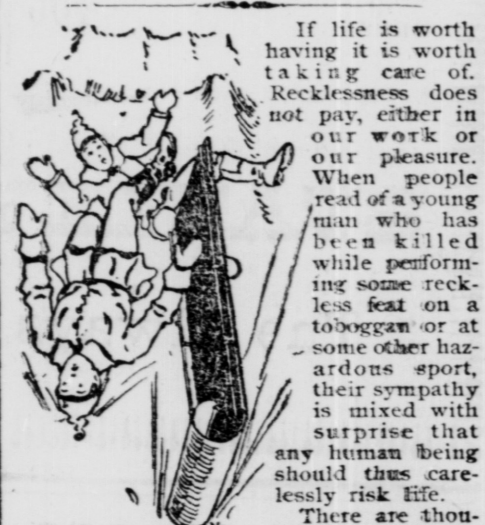 If life is worth
having it is worth
taking care of.
Recklessness does
not pay, either in
our work or
our pleasure.
When people
read of a young
man who has
been killed
while perform-
ing some reck-
less feat on a
toboggan or at
some other haz-
ardous sport,
their sympathy
is mixed with
surprise that
any human being
should thus care-
lessly risk life.
There are thou-